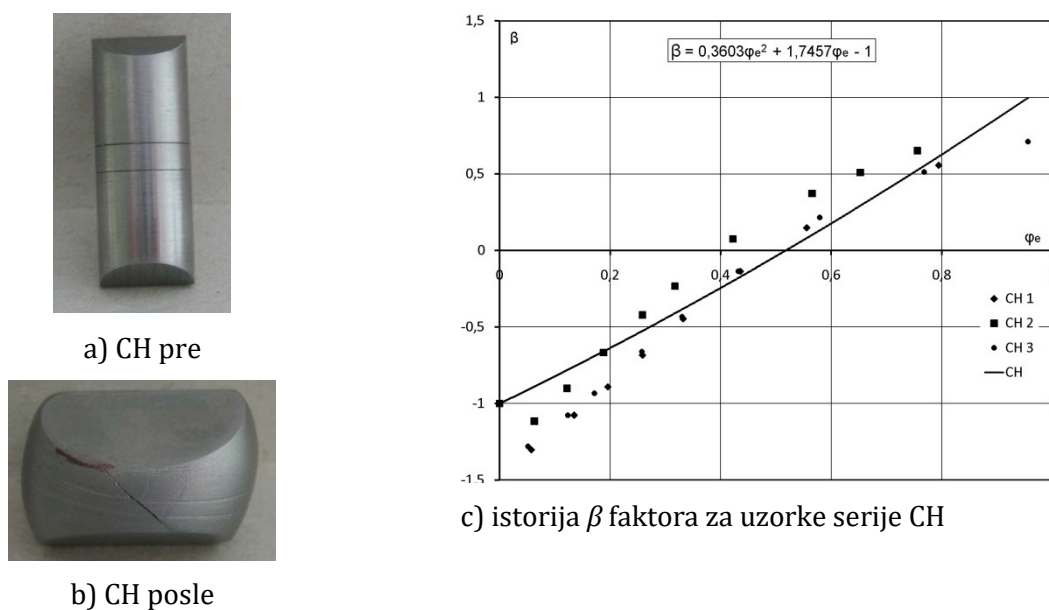 a) CH pre
b) CH posle
1,5
β
β = 0,3603φe² + 1,7457φe - 1
1
0,5
φe
0
0
0,2
0,4
0,6
0,8
-0,5
-1
-1.5
CH 1
CH 2
CH 3
CH
c) istorija β faktora za uzorke serije CH